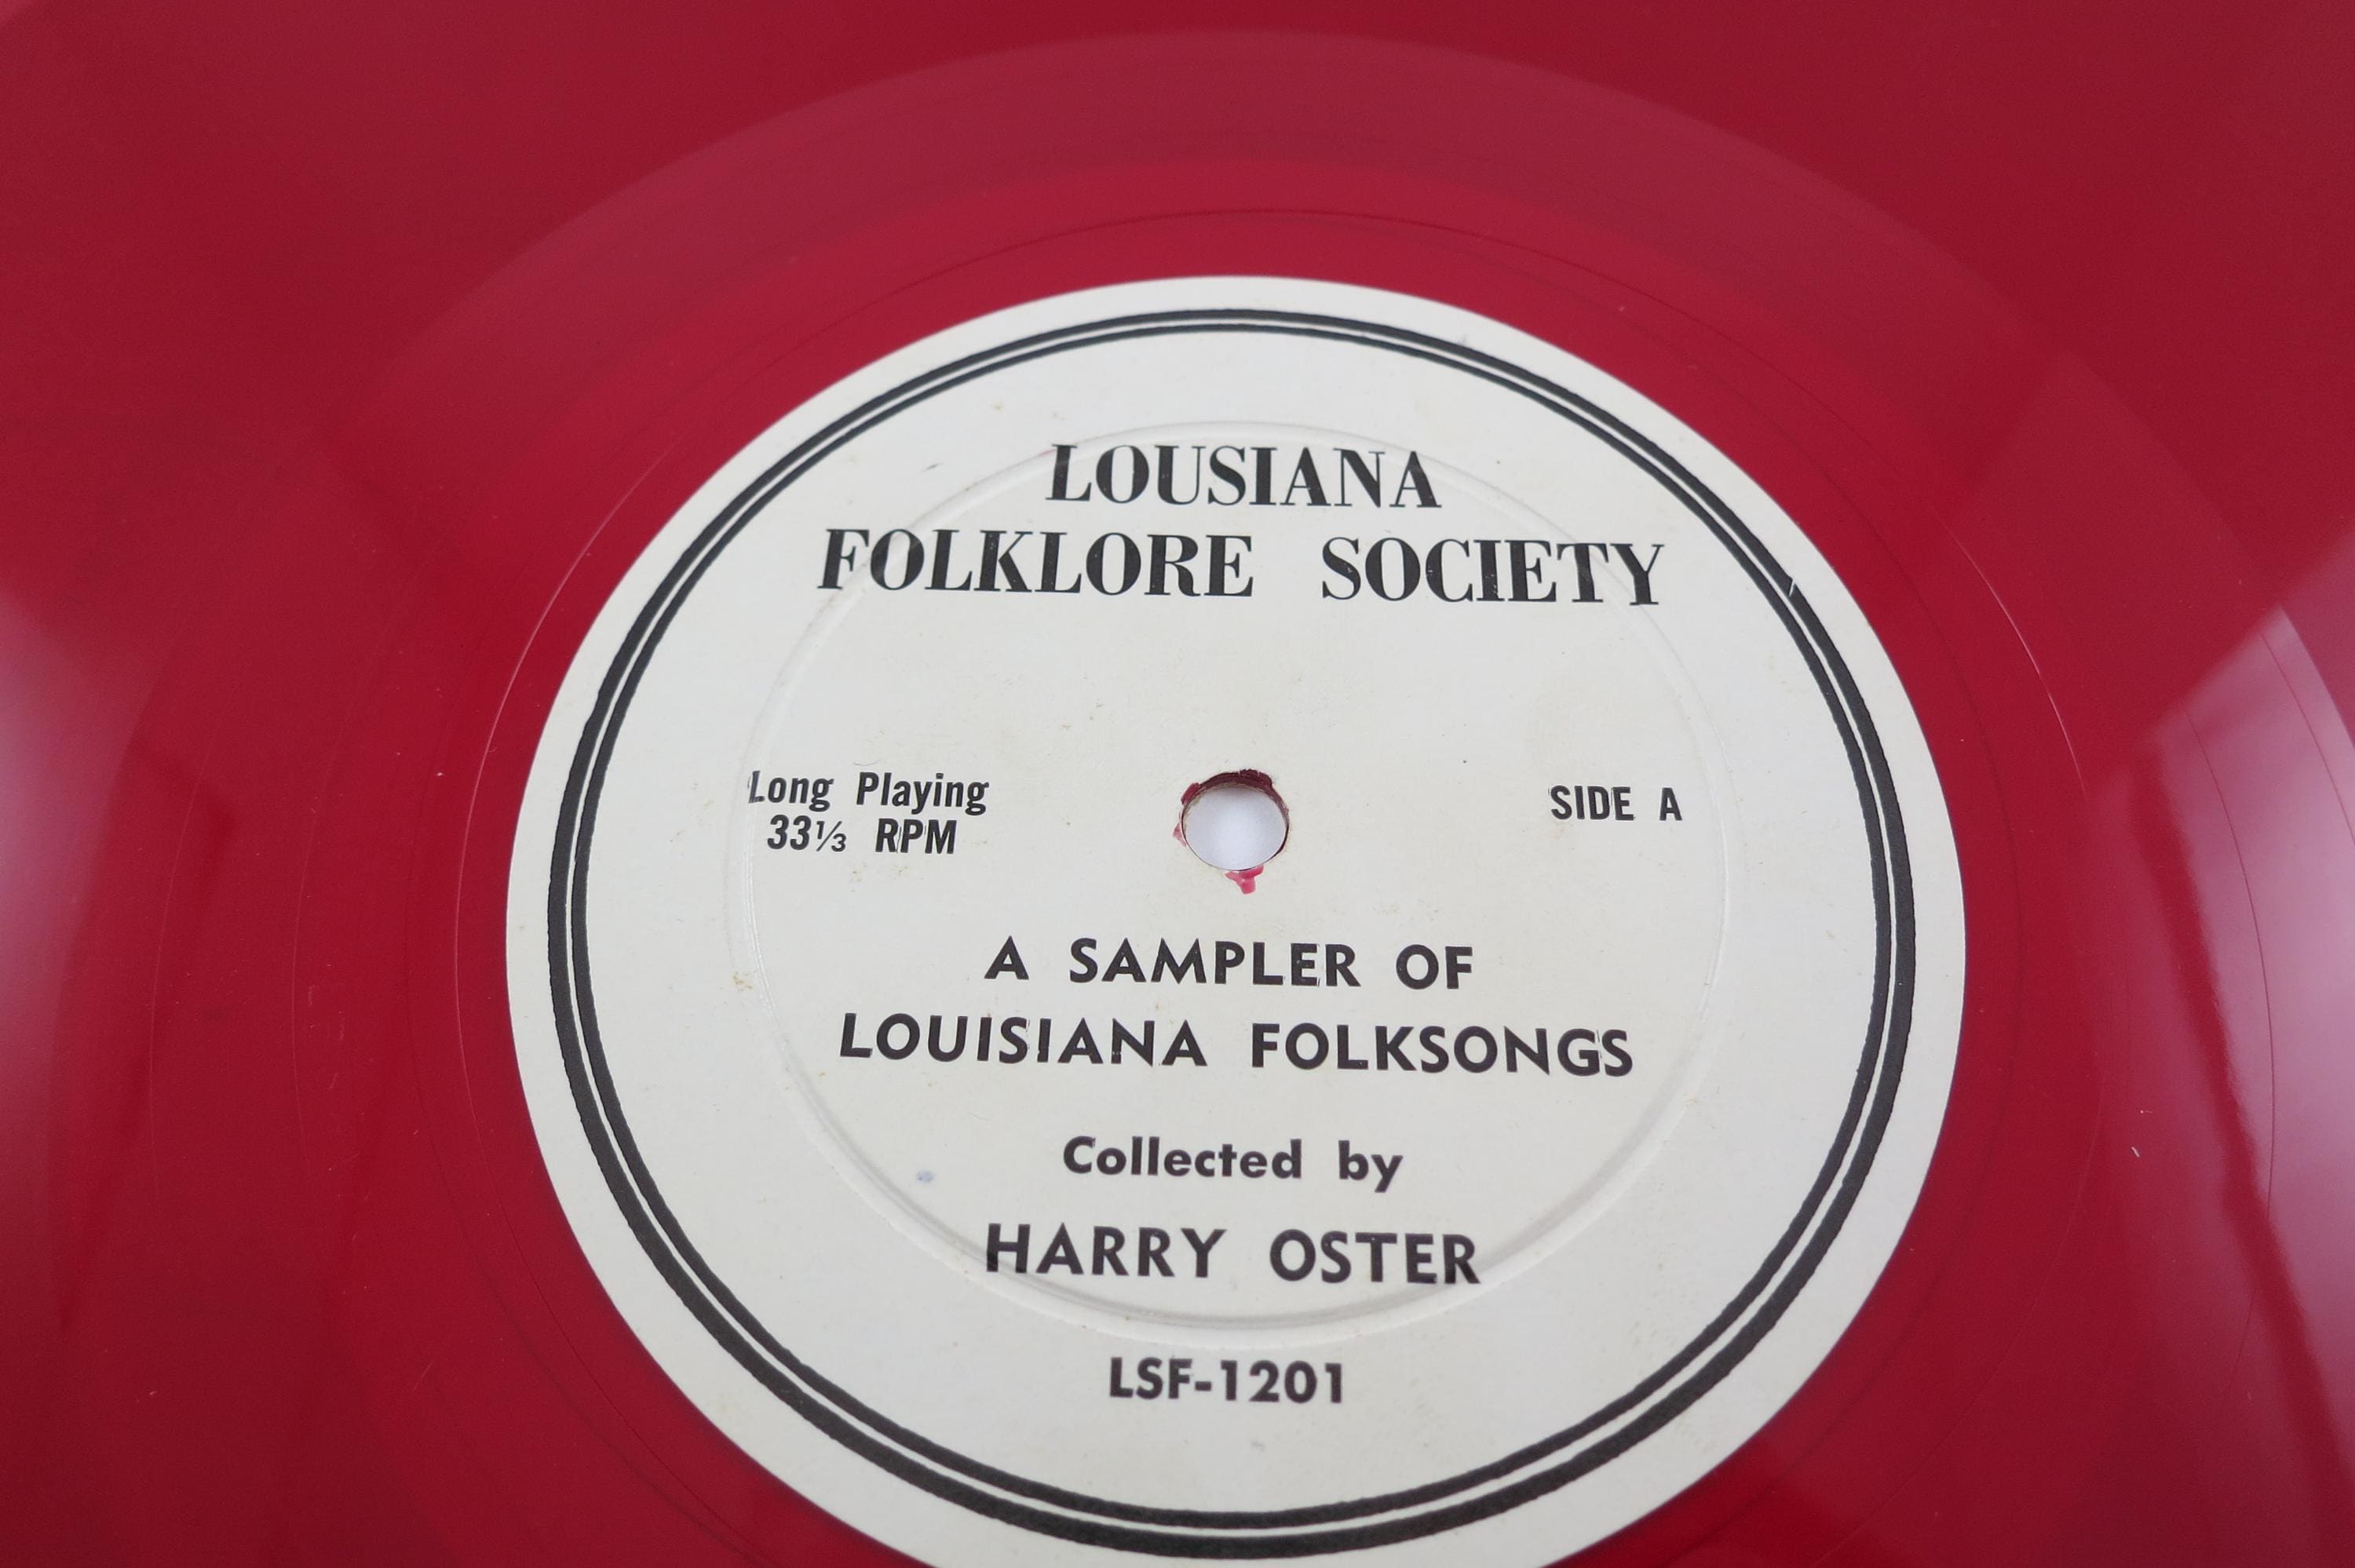 LOUSIANA
FOLKLORE SOCIETY
Long Playing
33⅓ RPM
SIDE A
A SAMPLER OF
LOUISIANA FOLKSONGS
Collected by
HARRY OSTER
LSF-1201